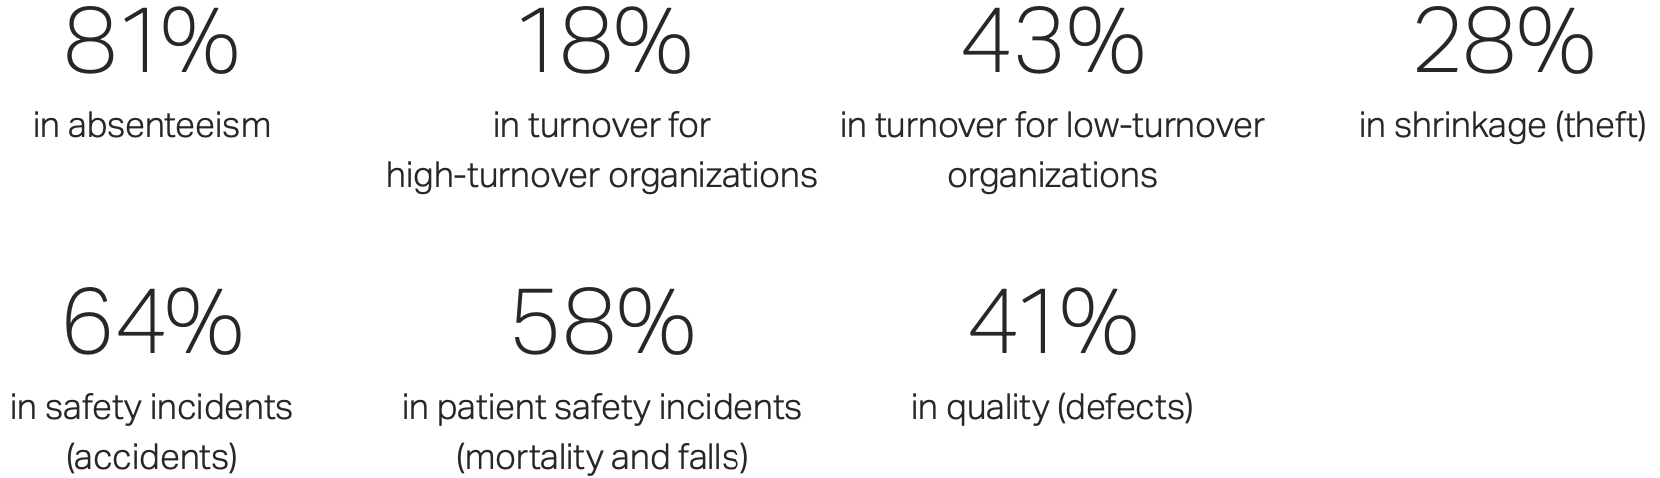 81%
in absenteeism
18%
in turnover for
high-turnover organizations
43%
in turnover for low-turnover
organizations
28%
in shrinkage (theft)
64%
in safety incidents
(accidents)
58%
in patient safety incidents
(mortality and falls)
41%
in quality (defects)